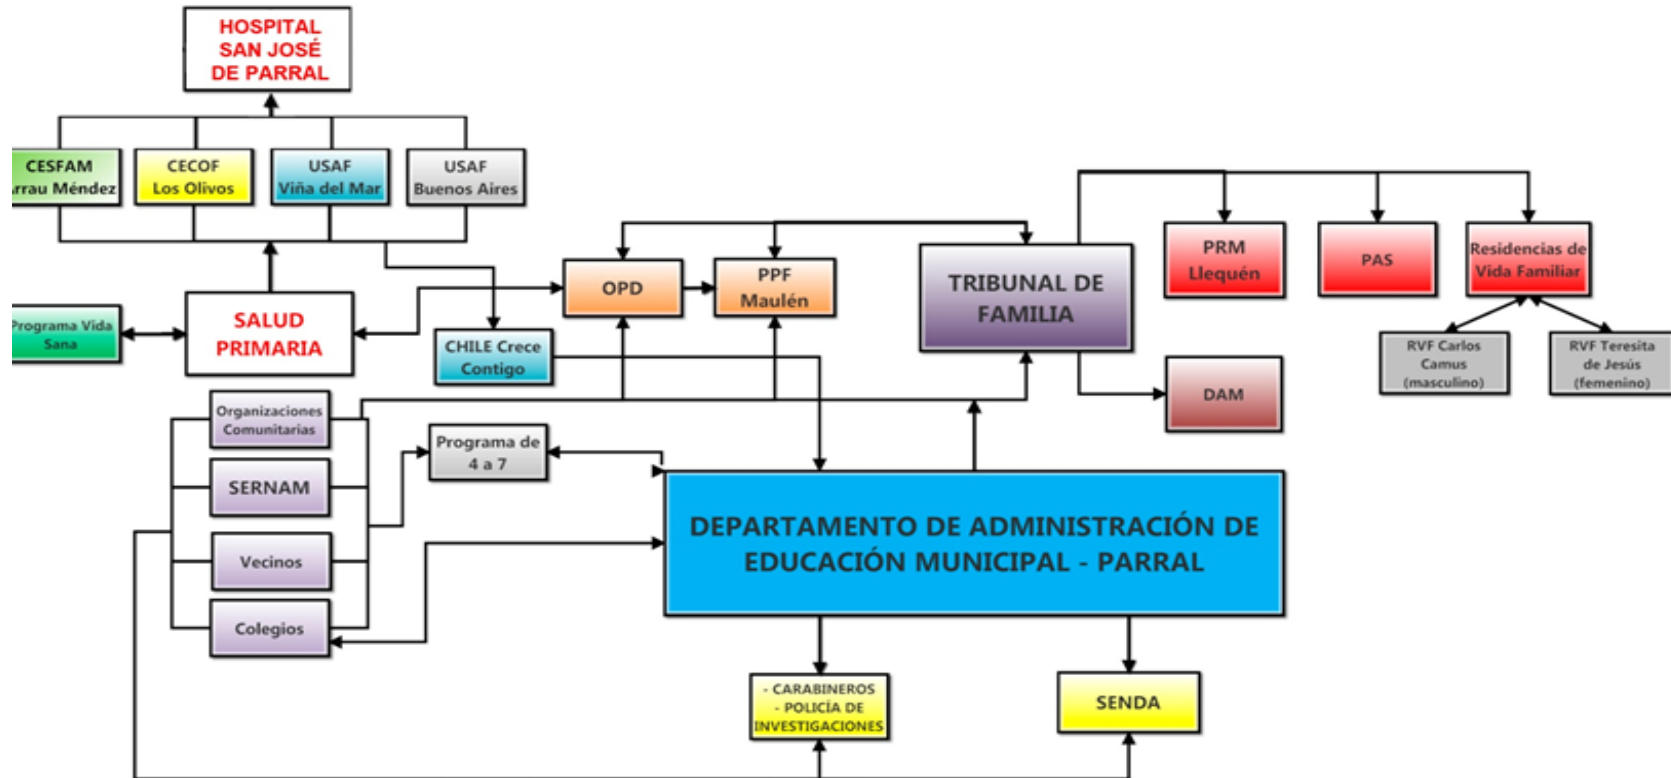 HOSPITAL
SAN JOSÉ
DE PARRAL
CESFAM
Arrau Méndez
CECOF
Los Olivos
USAF
Viña del Mar
USAF
Buenos Aires
SALUD
PRIMARIA
Programa Vida
Sana
OPD
PPF
Maulén
CHILE Crece
Contigo
TRIBUNAL DE
FAMILIA
PRM
Llequén
PAS
Residencias de
Vida Familiar
RVF Carlos
Camus
(masculino)
RVF Teresita
de Jesús
(femenino)
DAM
Organizaciones
Comunitarias
SERNAM
Vecinos
Colegios
Programa de
4 a 7
DEPARTAMENTO DE ADMINISTRACIÓN DE
EDUCACIÓN MUNICIPAL - PARRAL
- CARABINEROS
- POLICÍA DE
INVESTIGACIONES
SENDA